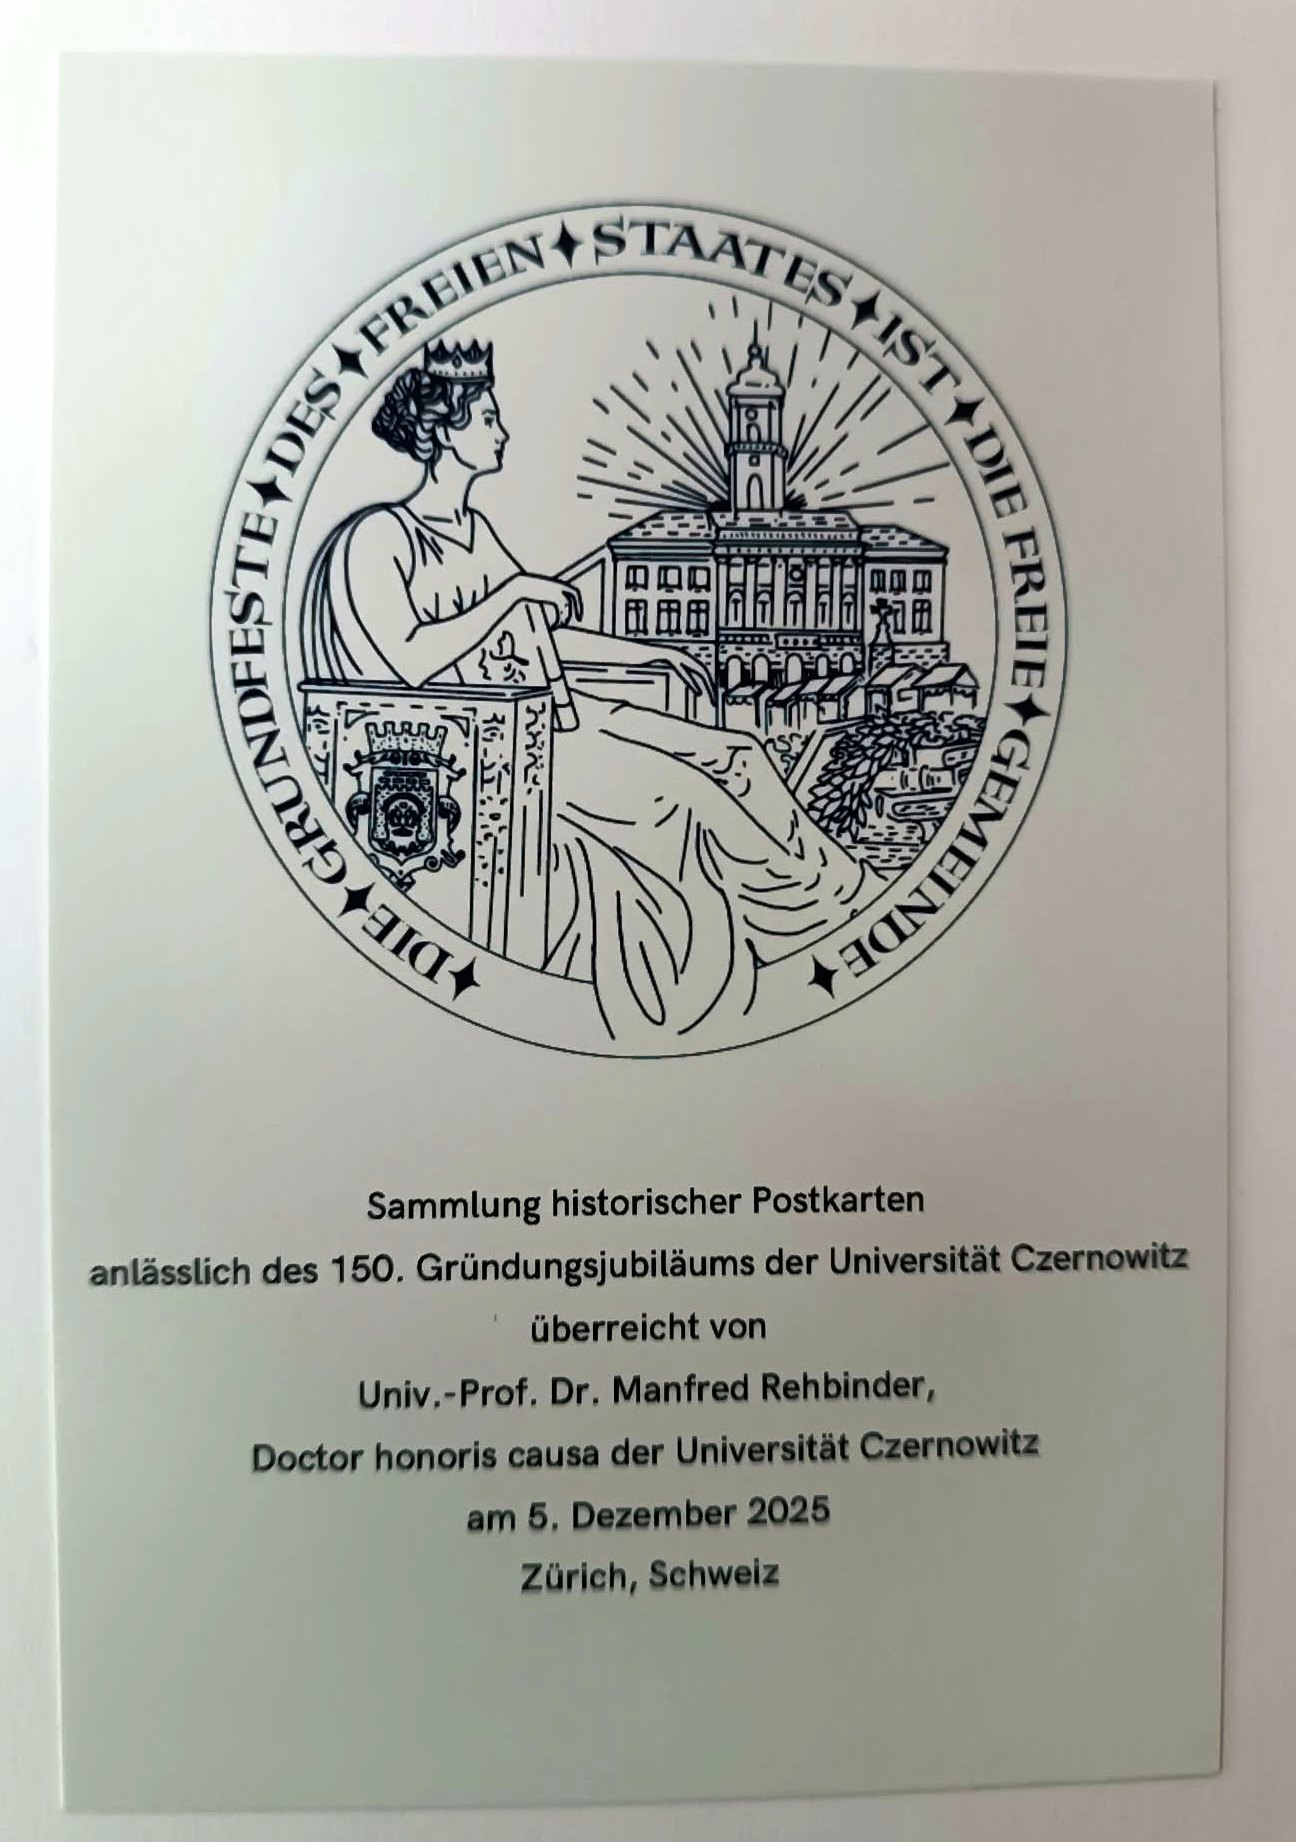 DIE ✦ GRUNDFESTE ✦ DES ✦ FREIEN ✦ STAATES ✦ IST ✦ DIE FREIE ✦ GEMEINDE
Sammlung historischer Postkarten
anlässlich des 150. Gründungsjubiläums der Universität Czernowitz
überreicht von
Univ.-Prof. Dr. Manfred Rehbinder,
Doctor honoris causa der Universität Czernowitz
am 5. Dezember 2025
Zürich, Schweiz